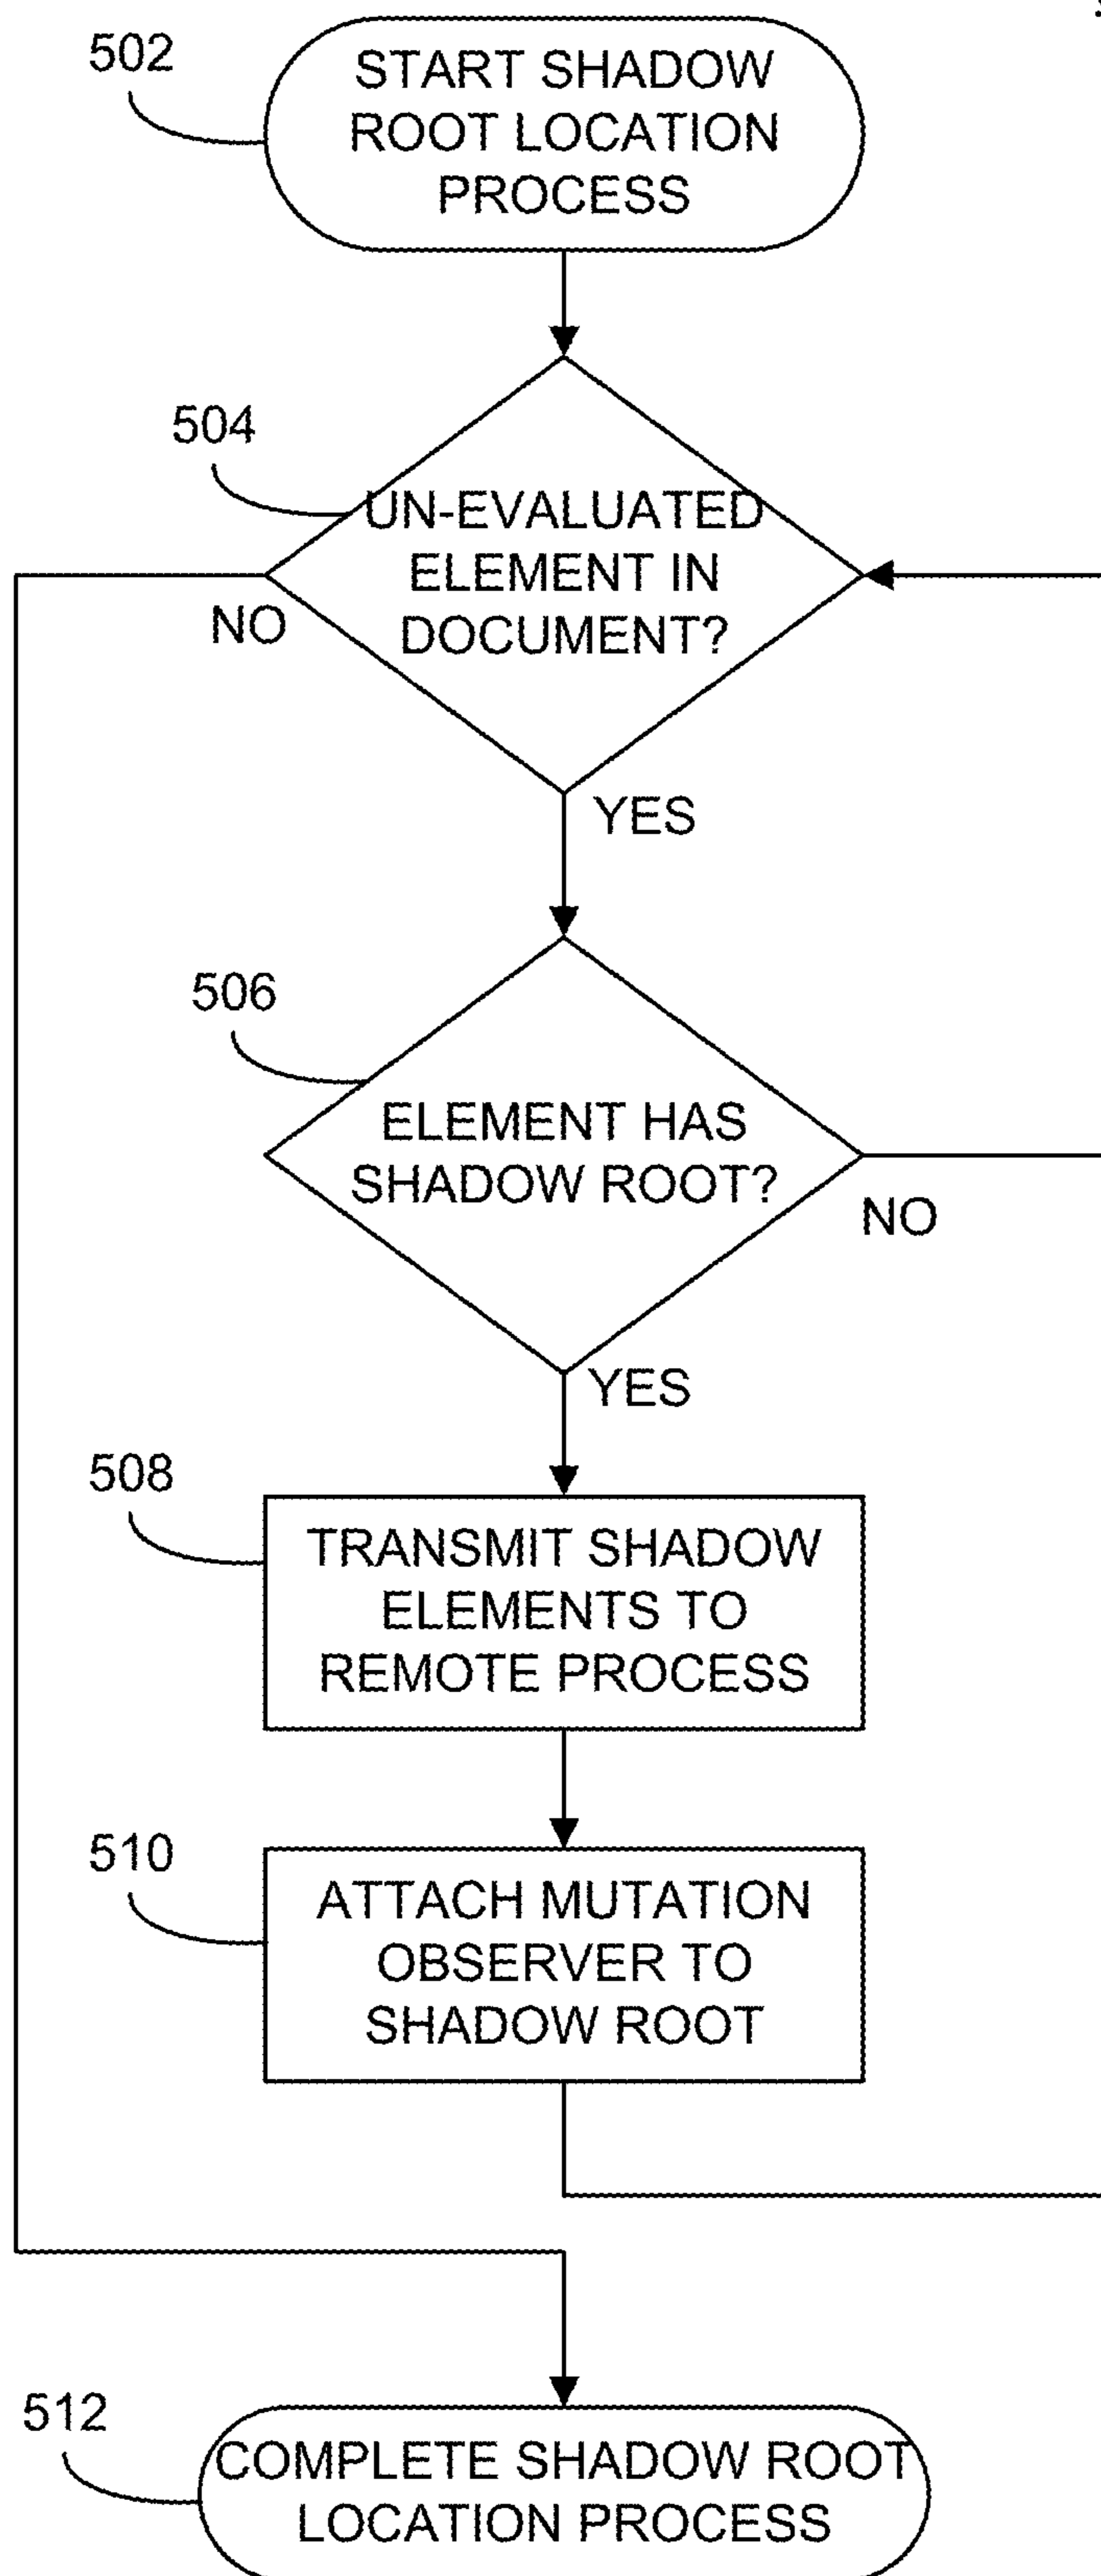 502
START SHADOW
ROOT LOCATION
PROCESS
504
UN-EVALUATED
ELEMENT IN
DOCUMENT?
NO
YES
506
ELEMENT HAS
SHADOW ROOT?
NO
YES
508
TRANSMIT SHADOW
ELEMENTS TO
REMOTE PROCESS
510
ATTACH MUTATION
OBSERVER TO
SHADOW ROOT
512
COMPLETE SHADOW ROOT
LOCATION PROCESS